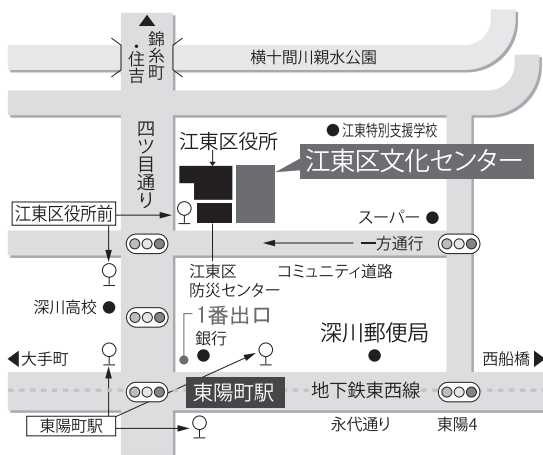 錦糸町
・住吉
横十間川親水公園
四ツ目通り
江東区役所
江東特別支援学校
江東区文化センター
江東区役所前
スーパー
一方通行
江東区
防災センター
コミュニティ道路
深川高校
1番出口
銀行
深川郵便局
大手町
西船橋
東陽町駅
地下鉄東西線
東陽町駅
永代通り
東陽4